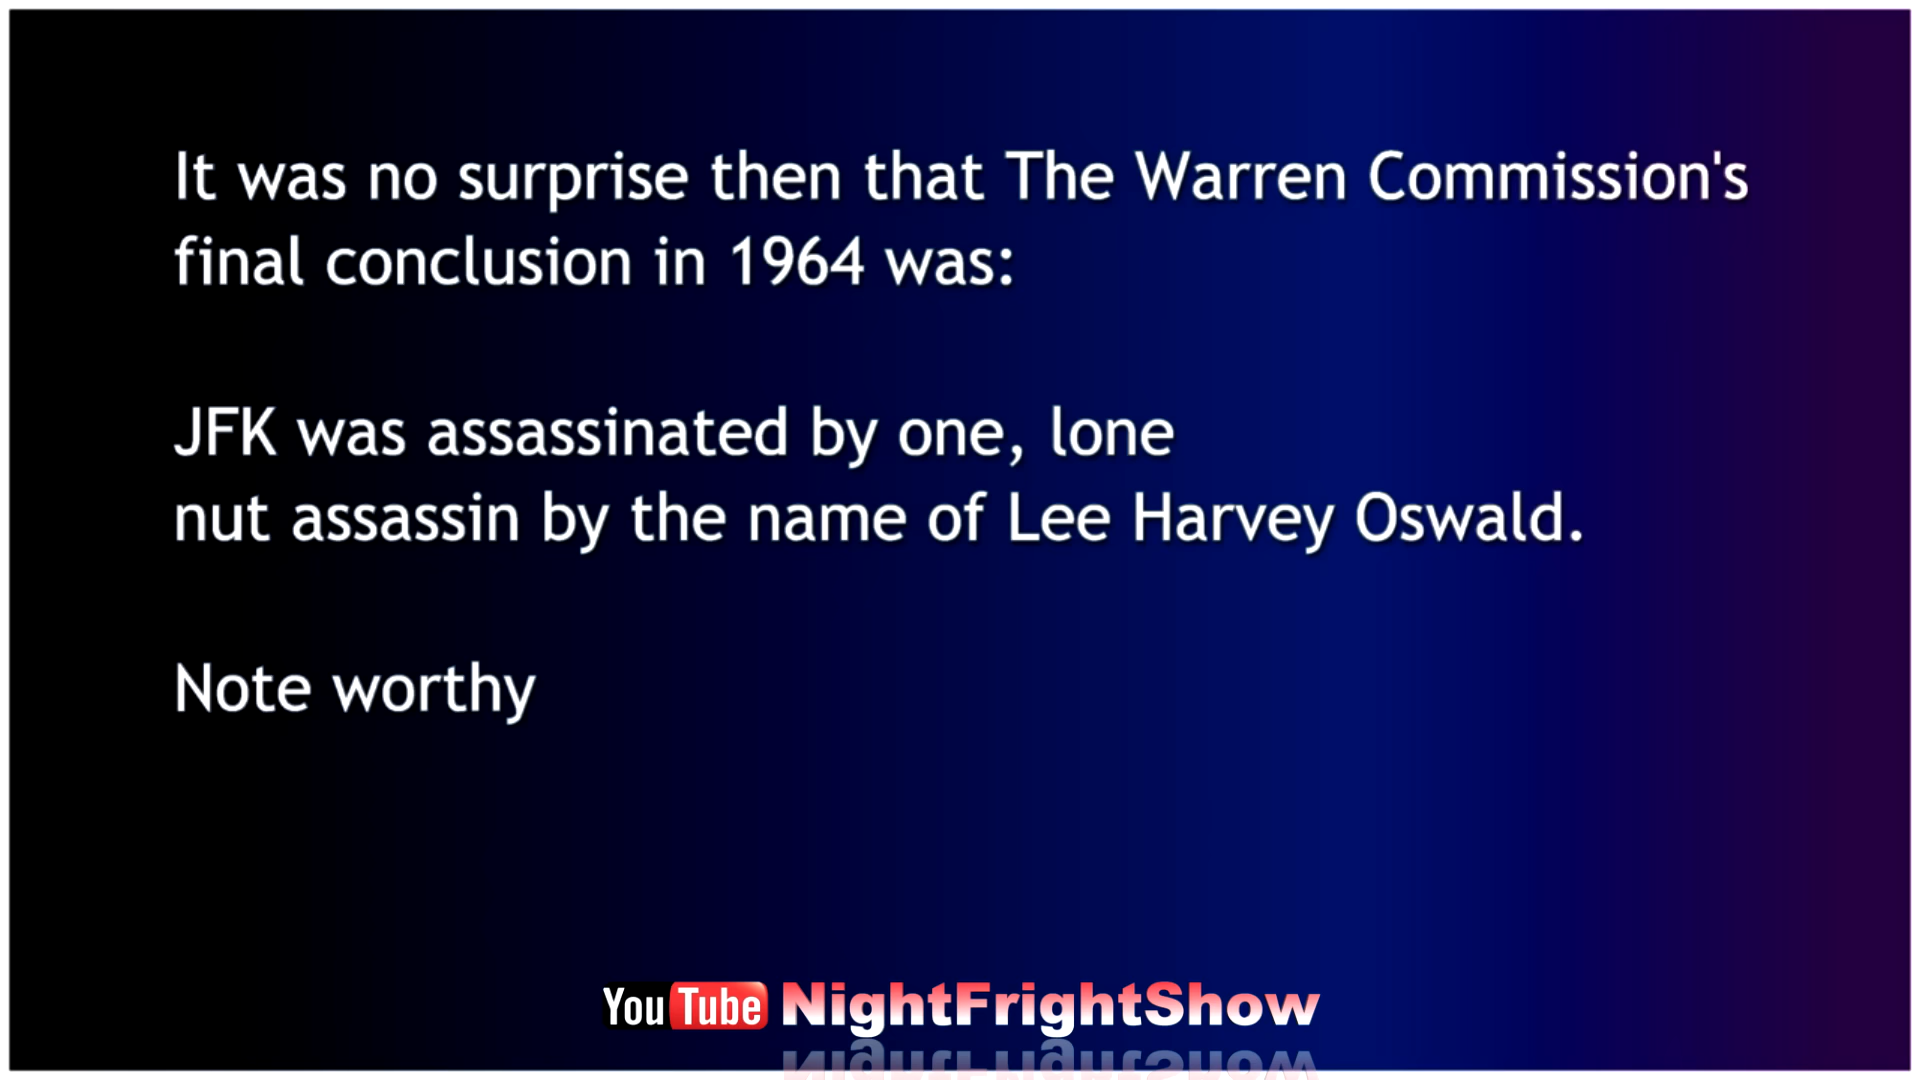 It was no surprise then that The Warren Commission's
final conclusion in 1964 was:
JFK was assassinated by one, lone
nut assassin by the name of Lee Harvey Oswald.
Note worthy
YouTube NightFrightShow